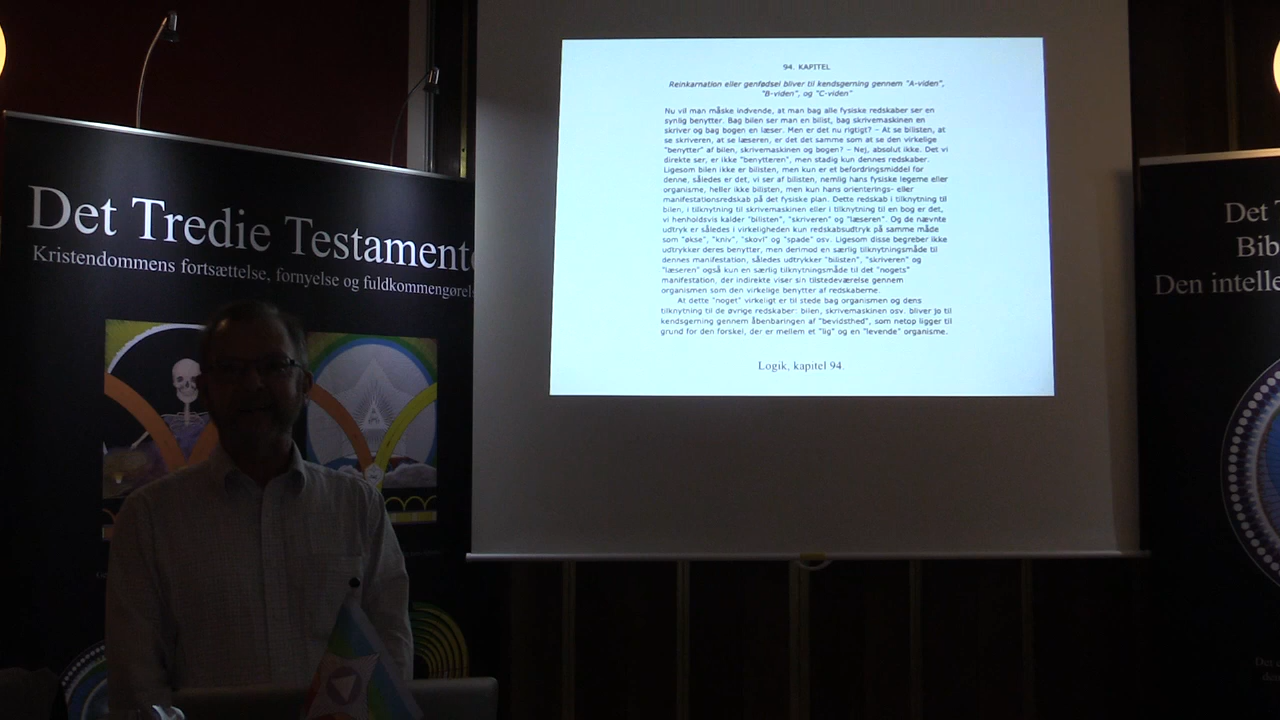 Det Tredie Testamente
Kristendommens fortsættelse, fornyelse og fuldkommengørels
94. KAPITEL
Reinkarnation eller genfødsel bliver til kendsgerning gennem "A-viden",
"B-viden", og "C-viden"
Nu vil man måske indvende, at man bag alle fysiske redskaber ser en
synlig benytter. Bag bilen ser man en bilist, bag skrivemaskinen en
skriver og bag bogen en læser. Men er det nu rigtigt? – At se bilisten, at
se skriveren, at se læseren, er det det samme som at se den virkelige
"benytter" af bilen, skrivemaskinen og bogen? – Nej, absolut ikke. Det vi
direkte ser, er ikke "benytteren", men stadig kun dennes redskaber.
Ligesom bilen ikke er bilisten, men kun er et befordringsmiddel for
denne, således er det, vi ser af bilisten, nemlig hans fysiske legeme eller
organisme, heller ikke bilisten, men kun hans orienterings- eller
manifestationsredskab på det fysiske plan. Dette redskab i tilknytning til
bilen, i tilknytning til skrivemaskinen eller i tilknytning til en bog er det,
vi henholdsvis kalder "bilisten", "skriveren" og "læseren". Og de nævnte
udtryk er således i virkeligheden kun redskabsudtryk på samme måde
som "økse", "kniv", "skovl" og "spade" osv. Ligesom disse begreber ikke
udtrykker deres benytter, men derimod en særlig tilknytningsmåde til
dennes manifestation, således udtrykker "bilisten", "skriveren" og
"læseren" også kun en særlig tilknytningsmåde til det "nogets"
manifestation, der indirekte viser sin tilstedeværelse gennem
organismen som den virkelige benytter af redskaberne.
At dette "noget" virkeligt er til stede bag organismen og dens
tilknytning til de øvrige redskaber: bilen, skrivemaskinen osv. bliver jo til
kendsgerning gennem åbenbaringen af "bevidsthed", som netop ligger til
grund for den forskel, der er mellem et "lig" og en "levende" organisme.
Logik, kapitel 94.
Det
Bib
Den intelle